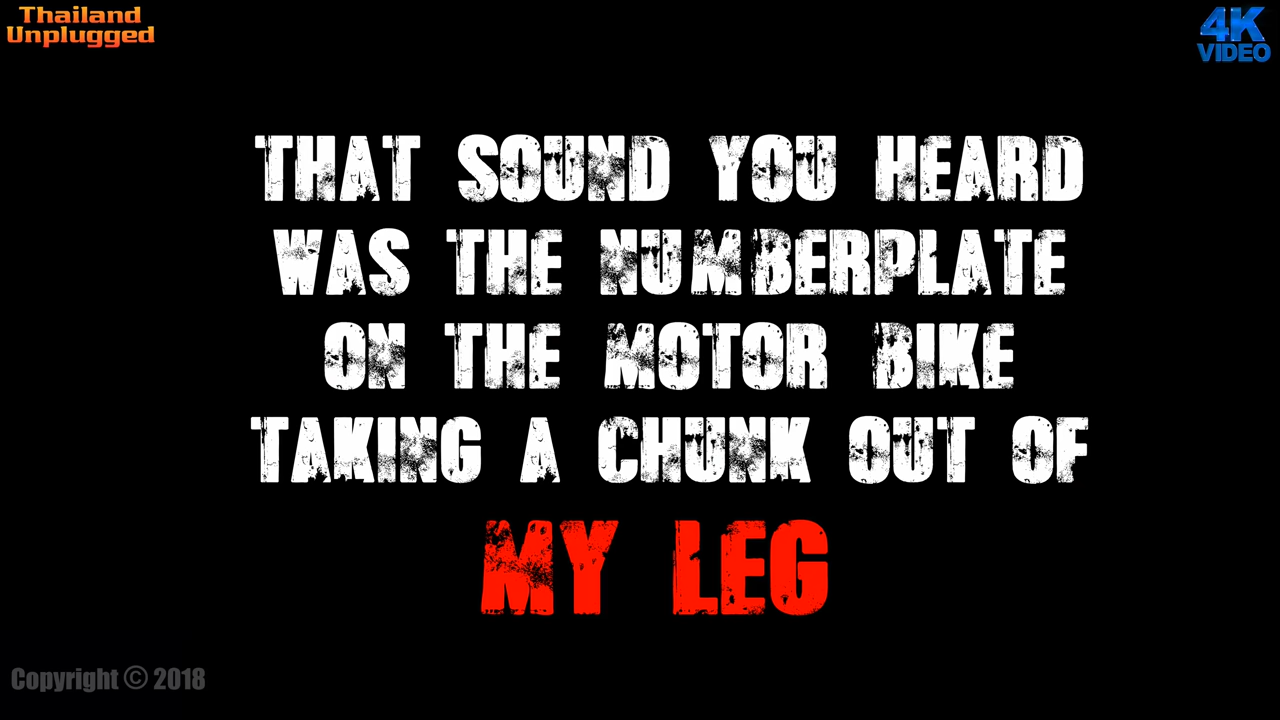 Thailand
Unplugged
4K
VIDEO
THAT SOUND YOU HEARD
WAS THE NUMBERPLATE
ON THE MOTOR BIKE
TAKING A CHUNK OUT OF
MY LEG
Copyright © 2018